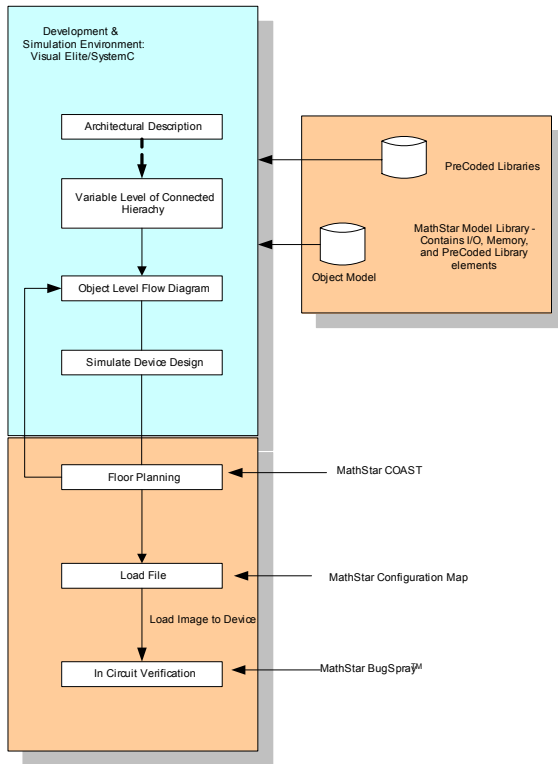 Development &
Simulation Environment:
Visual Elite/SystemC
Architectural Description
Variable Level of Connected
Hierachy
Object Level Flow Diagram
Simulate Device Design
PreCoded Libraries
MathStar Model Library -
Contains I/O, Memory,
and PreCoded Library
elements
Object Model
Floor Planning
MathStar COAST
Load File
MathStar Configuration Map
Load Image to Device
In Circuit Verification
MathStar BugSpray™